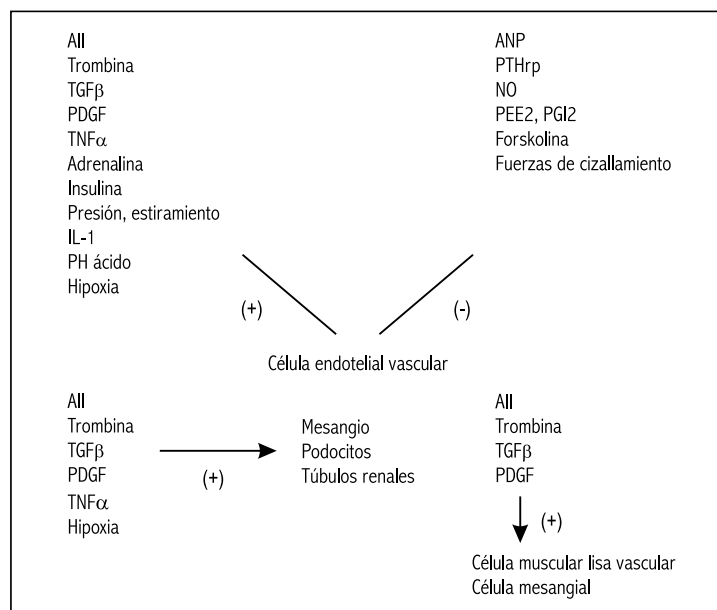 AII
Trombina
TGFβ
PDGF
TNFα
Adrenalina
Insulina
Presión, estiramiento
IL-1
PH ácido
Hipoxia
ANP
PTHrp
NO
PEE2, PGI2
Forskolina
Fuerzas de cizallamiento
(+)
(-)
Célula endotelial vascular
AII
Trombina
TGFβ
PDGF
TNFα
Hipoxia
(+)
Mesangio
Podocitos
Túbulos renales
AII
Trombina
TGFβ
PDGF
(+)
Célula muscular lisa vascular
Célula mesangial